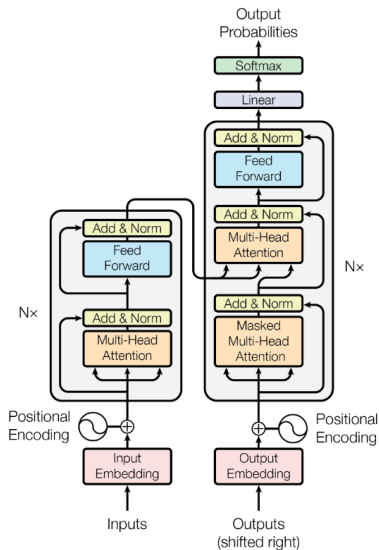 Output
Probabilities
Softmax
Linear
Add & Norm
Feed
Forward
Add & Norm
Multi-Head
Attention
Add & Norm
Masked
Multi-Head
Attention
N×
Add & Norm
Feed
Forward
Add & Norm
Multi-Head
Attention
N×
Positional
Encoding
Positional
Encoding
Input
Embedding
Output
Embedding
Inputs
Outputs
(shifted right)